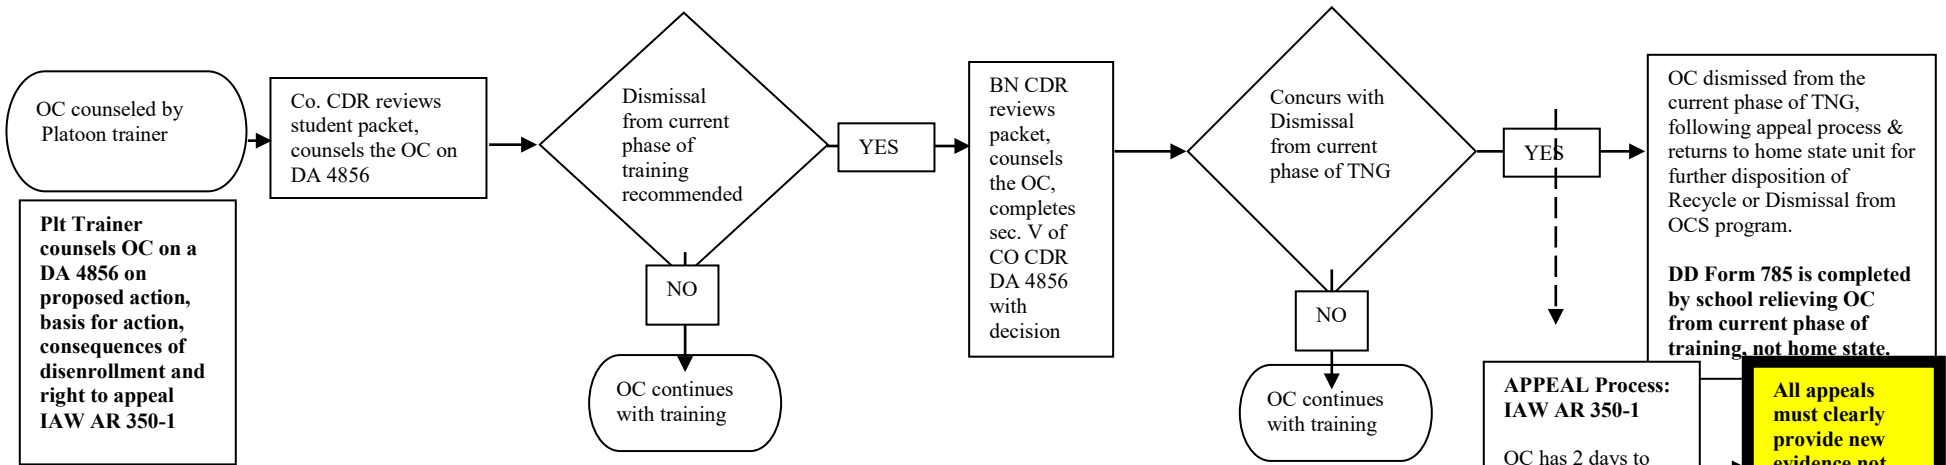 OC counseled by
Platoon trainer
Plt Trainer
counsels OC on a
DA 4856 on
proposed action,
basis for action,
consequences of
disenrollment and
right to appeal
IAW AR 350-1
Co. CDR reviews
student packet,
counsels the OC on
DA 4856
Dismissal
from current
phase of
training
recommended
YES
NO
OC continues
with training
BN CDR
reviews
packet,
counsels
the OC,
completes
sec. V of
CO CDR
DA 4856
with
decision
Concurs with
Dismissal
from current
phase of TNG
YES
NO
OC continues
with training
OC dismissed from the
current phase of TNG,
following appeal process &
returns to home state unit for
further disposition of
Recycle or Dismissal from
OCS program.
DD Form 785 is completed
by school relieving OC
from current phase of
training, not home state.
APPEAL Process:
IAW AR 350-1
OC has 2 days to
All appeals
must clearly
provide new
evidence not